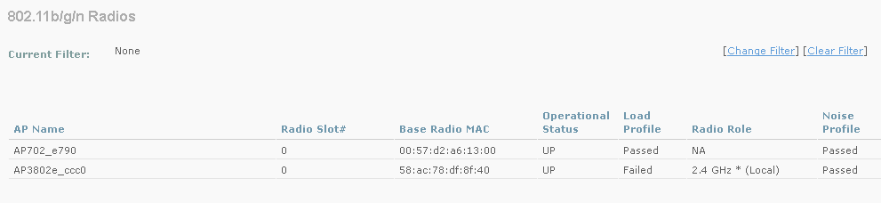 802.11b/g/n Radios
Current Filter: None [Change Filter] [Clear Filter]
Operational Load Noise
AP Name Radio Slot# Base Radio MAC Status Profile Radio Role Profile
AP702_e790 0 00:57:d2:a6:13:00 UP Passed NA Passed
AP3802e_ccc0 0 58:ac:78:df:8f:40 UP Failed 2.4 GHz * (Local) Passed